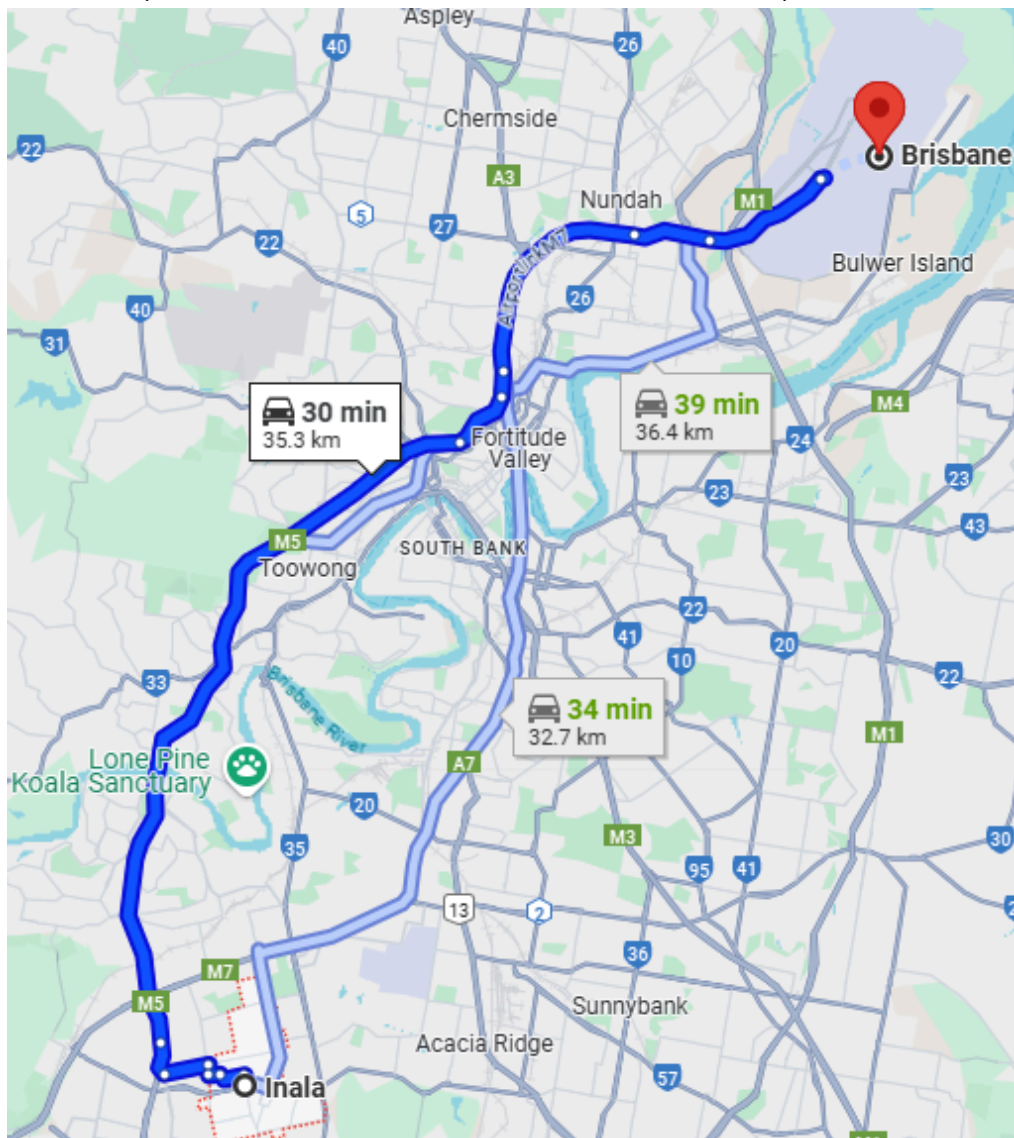 Aspley
40
26
Chermside
22
A3
Brisbane
Nundah
M1
5
27
22
AirportlinkM7
Bulwer Island
26
40
31
30 min
35.3 km
39 min
36.4 km
M4
Fortitude
Valley
24
23
23
43
M5
SOUTH BANK
Toowong
22
41
20
10
22
33
Brisbane River
34 min
32.7 km
M1
Lone Pine
Koala Sanctuary
A7
20
M3
30
35
95
41
13
2
36
M7
M5
Sunnybank
Acacia Ridge
57
Inala